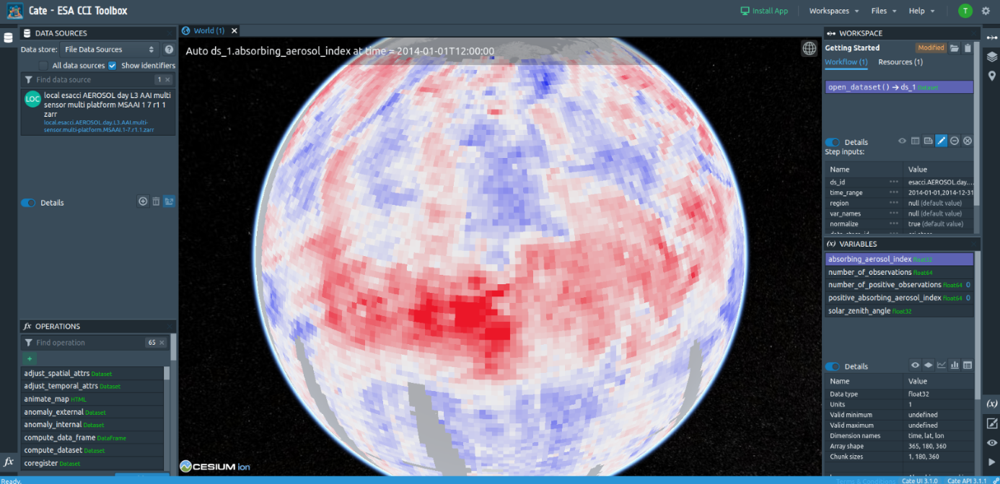 Cate - ESA CCI Toolbox
Install App
Workspaces
Files
Help
T
DATA SOURCES
Data store:
File Data Sources
All data sources
Show identifiers
Find data source
1
LOC
local esacci AEROSOL day L3 AAI multi
sensor multi platform MSAAI 1 7 r1 1
zarr
local.esacci.AEROSOL.day.L3.AAI.multi-
sensor.multi-platform.MSAAI.1-7.r1.1.zarr
Details
fx OPERATIONS
Find operation
65
+
adjust_spatial_attrs Dataset
adjust_temporal_attrs Dataset
animate_map HTML
anomaly_external Dataset
anomaly_internal Dataset
compute_data_frame DataFrame
compute_dataset Dataset
coregister Dataset
fx
Ready.
World (1)
Auto ds_1.absorbing_aerosol_index at time = 2014-01-01T12:00:00
CESIUM ion
WORKSPACE
Getting Started
Modified
Workflow (1)
Resources (1)
open_dataset() → ds_1 Dataset
Details
Step inputs:
Name Value
ds_id ••• esacci.AEROSOL.day....
time_range ••• 2014-01-01,2014-12-31
region ••• null (default value)
var_names ••• null (default value)
normalize ••• true (default value)
(x) VARIABLES
absorbing_aerosol_index float32
number_of_observations float64
number_of_positive_observations float64 0
positive_absorbing_aerosol_index float64 0
solar_zenith_angle float32
Details
Name Value
Data type float32
Units 1
Valid minimum undefined
Valid maximum undefined
Dimension names time, lat, lon
Array shape 365, 180, 360
Chunk sizes 1, 180, 360
(x)
Terms & Conditions
Cate UI 3.1.0
Cate API 3.1.1